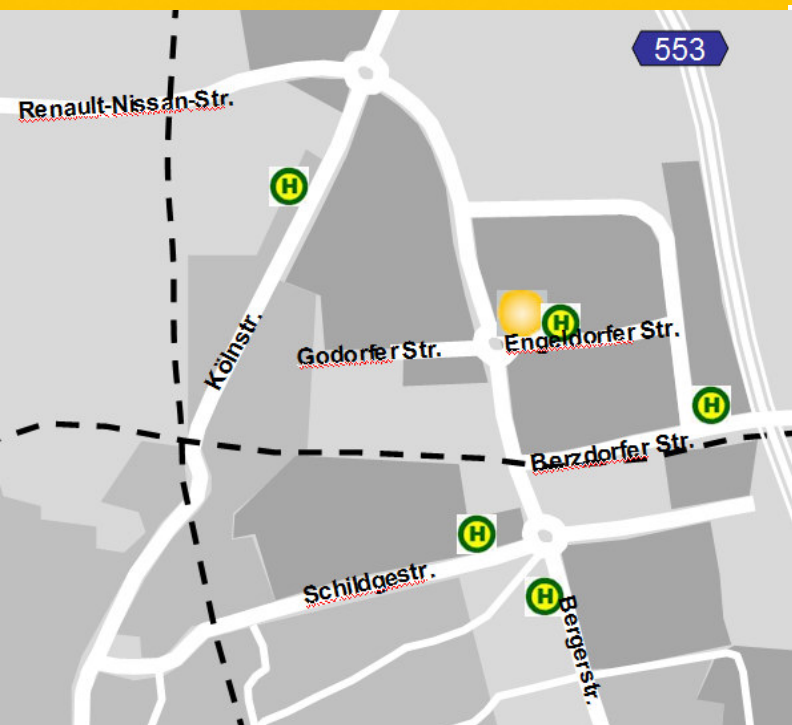 553
Renault-Nissan-Str.
H
Kölnstr.
H
Engeldorfer Str.
Godorfer Str.
H
Berzdorfer Str.
H
Schildgestr.
H
Bergerstr.